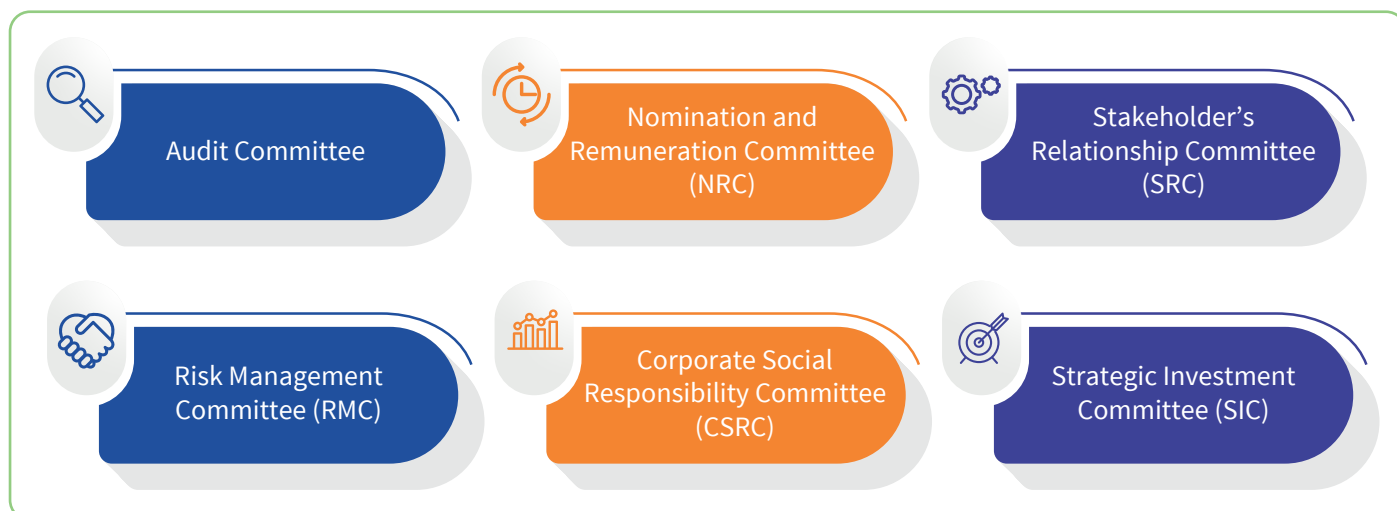 Audit Committee
Nomination and
Remuneration Committee
(NRC)
Stakeholder’s
Relationship Committee
(SRC)
Risk Management
Committee (RMC)
Corporate Social
Responsibility Committee
(CSRC)
Strategic Investment
Committee (SIC)